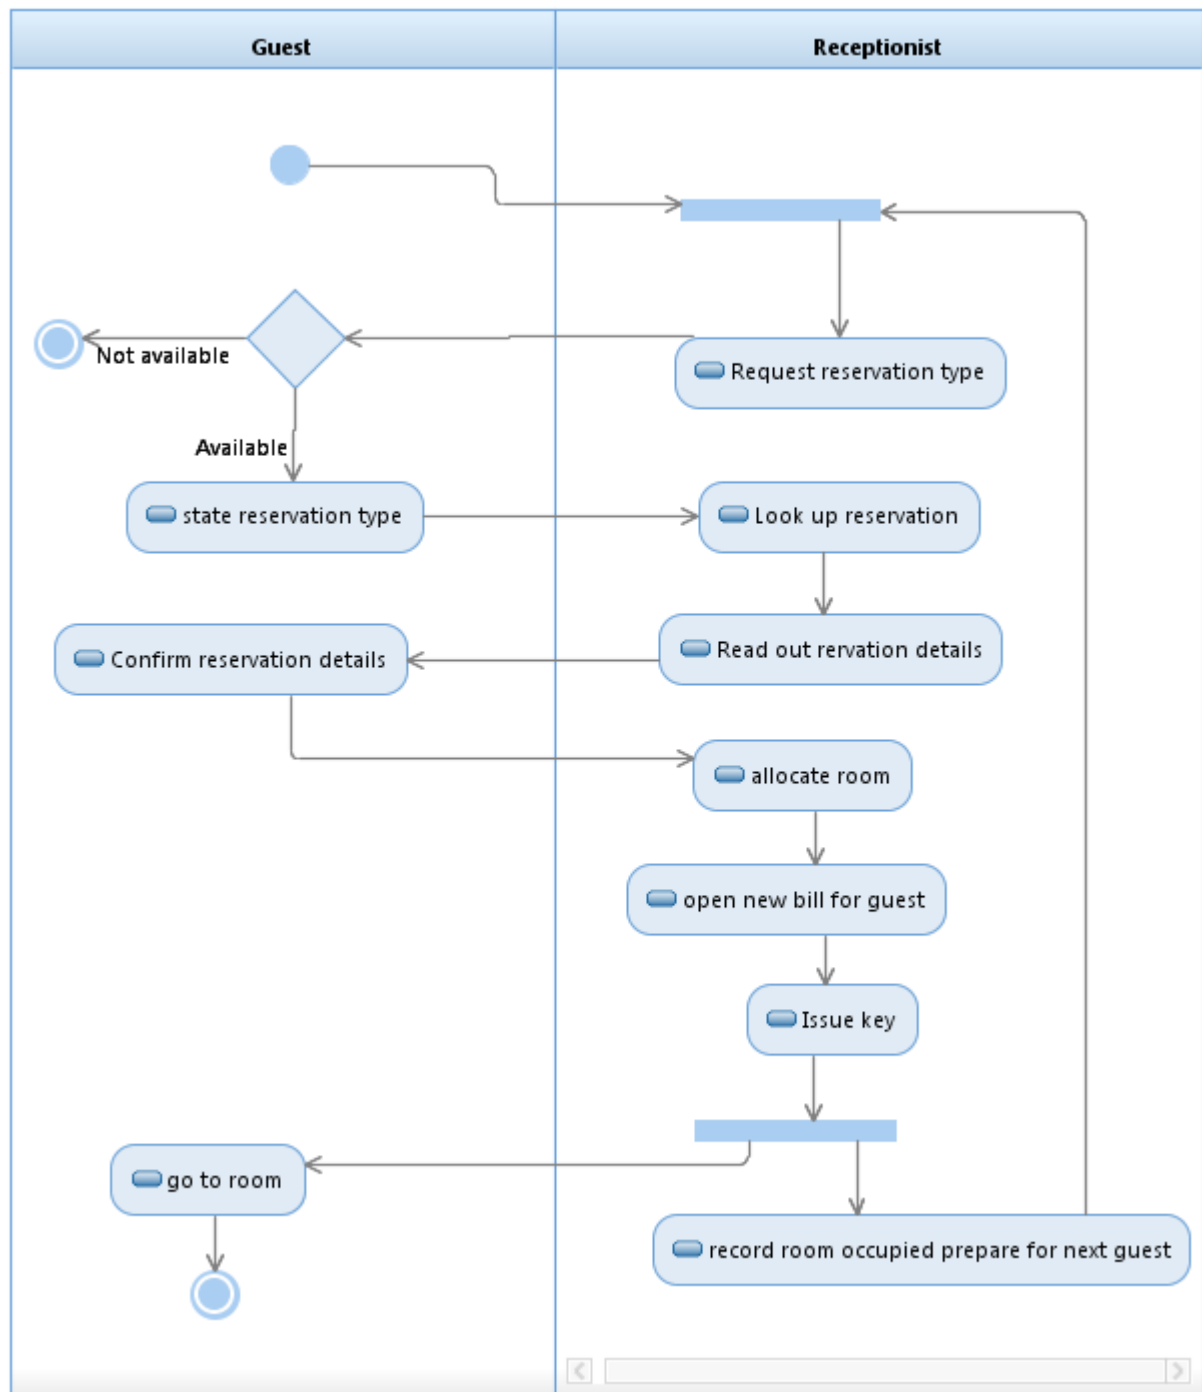 Guest
Receptionist
Not available
Request reservation type
Available
state reservation type
Look up reservation
Confirm reservation details
Read out rervation details
allocate room
open new bill for guest
Issue key
go to room
record room occupied prepare for next guest